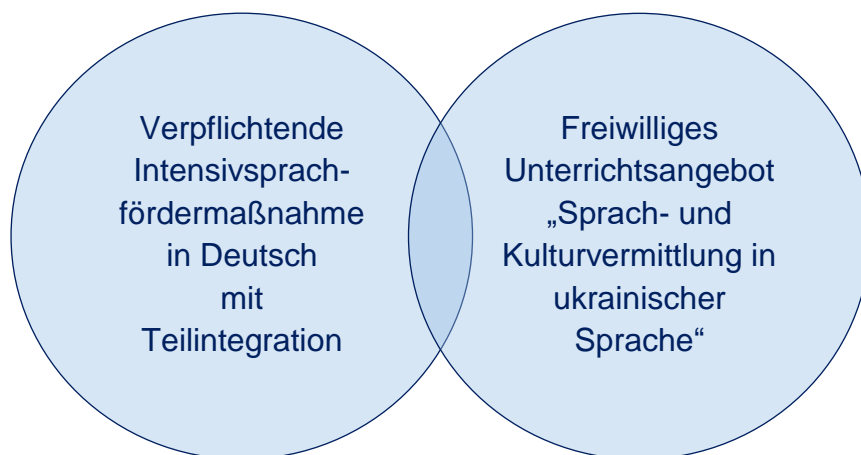 Verpflichtende
Intensivsprach-
fördermaßnahme
in Deutsch
mit
Teilintegration
Freiwilliges
Unterrichtsangebot
„Sprach- und
Kulturvermittlung in
ukrainischer
Sprache“